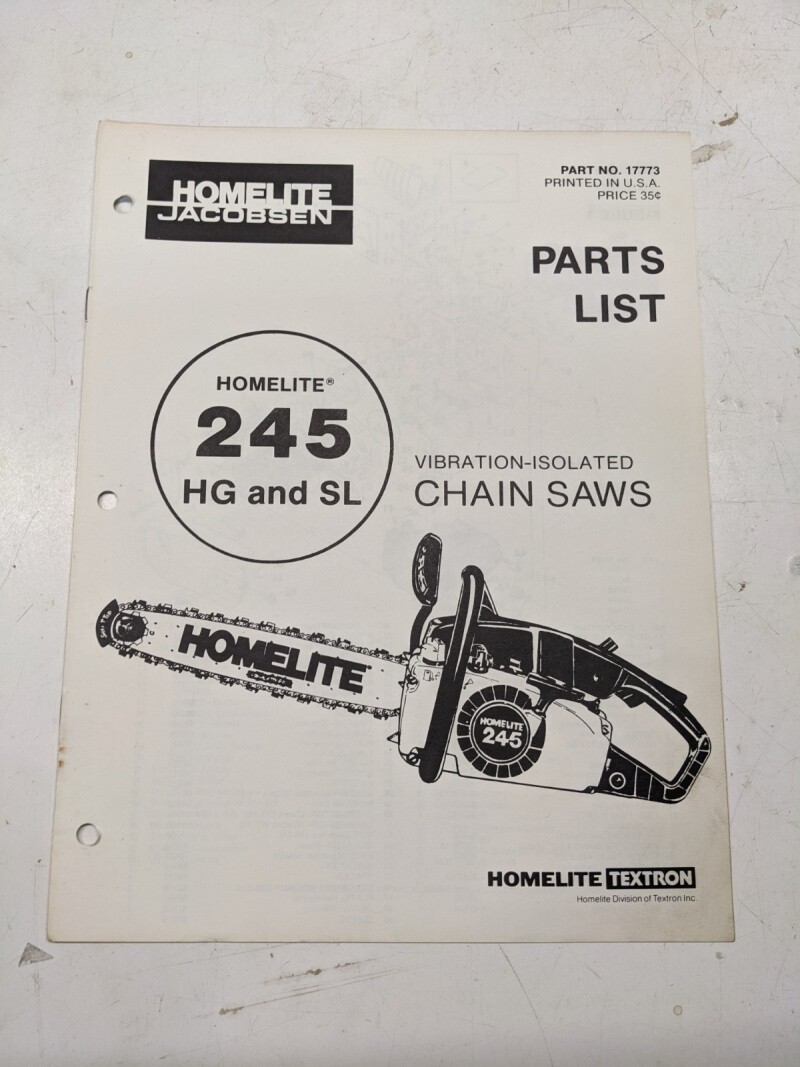 HOMELITE
JACOBSEN
PART NO. 17773
PRINTED IN U.S.A.
PRICE 35¢
PARTS
LIST
HOMELITE®
245
HG and SL
VIBRATION-ISOLATED
CHAIN SAWS
HOMELITE
HOMELITE
245
HOMELITE TEXTRON
Homelite Division of Textron Inc.